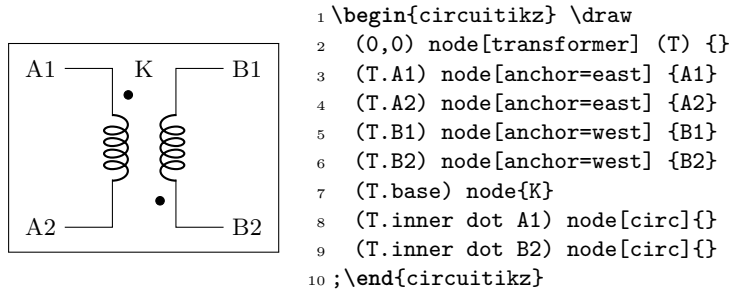 A1 K B1
A2 B2
1 \begin{circuitikz} \draw
2 (0,0) node[transformer] (T) {}
3 (T.A1) node[anchor=east] {A1}
4 (T.A2) node[anchor=east] {A2}
5 (T.B1) node[anchor=west] {B1}
6 (T.B2) node[anchor=west] {B2}
7 (T.base) node{K}
8 (T.inner dot A1) node[circ]{}
9 (T.inner dot B2) node[circ]{}
10 ;\end{circuitikz}